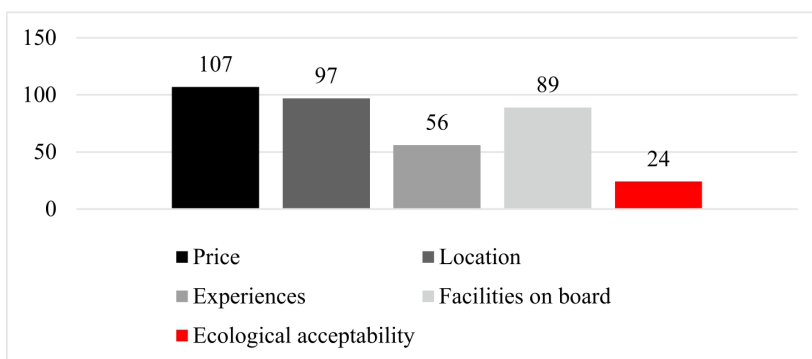 150
107
97
89
100
56
50
24
0
Price
Location
Experiences
Facilities on board
Ecological acceptability